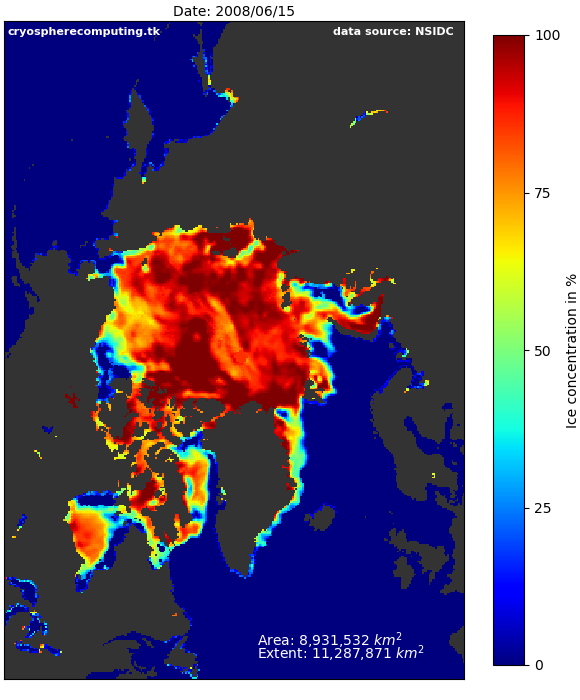 Date: 2008/06/15
cryospherecomputing.tk data source: NSIDC
100
75
50
25
0
Ice concentration in %
Area: 8,931,532 km²
Extent: 11,287,871 km²